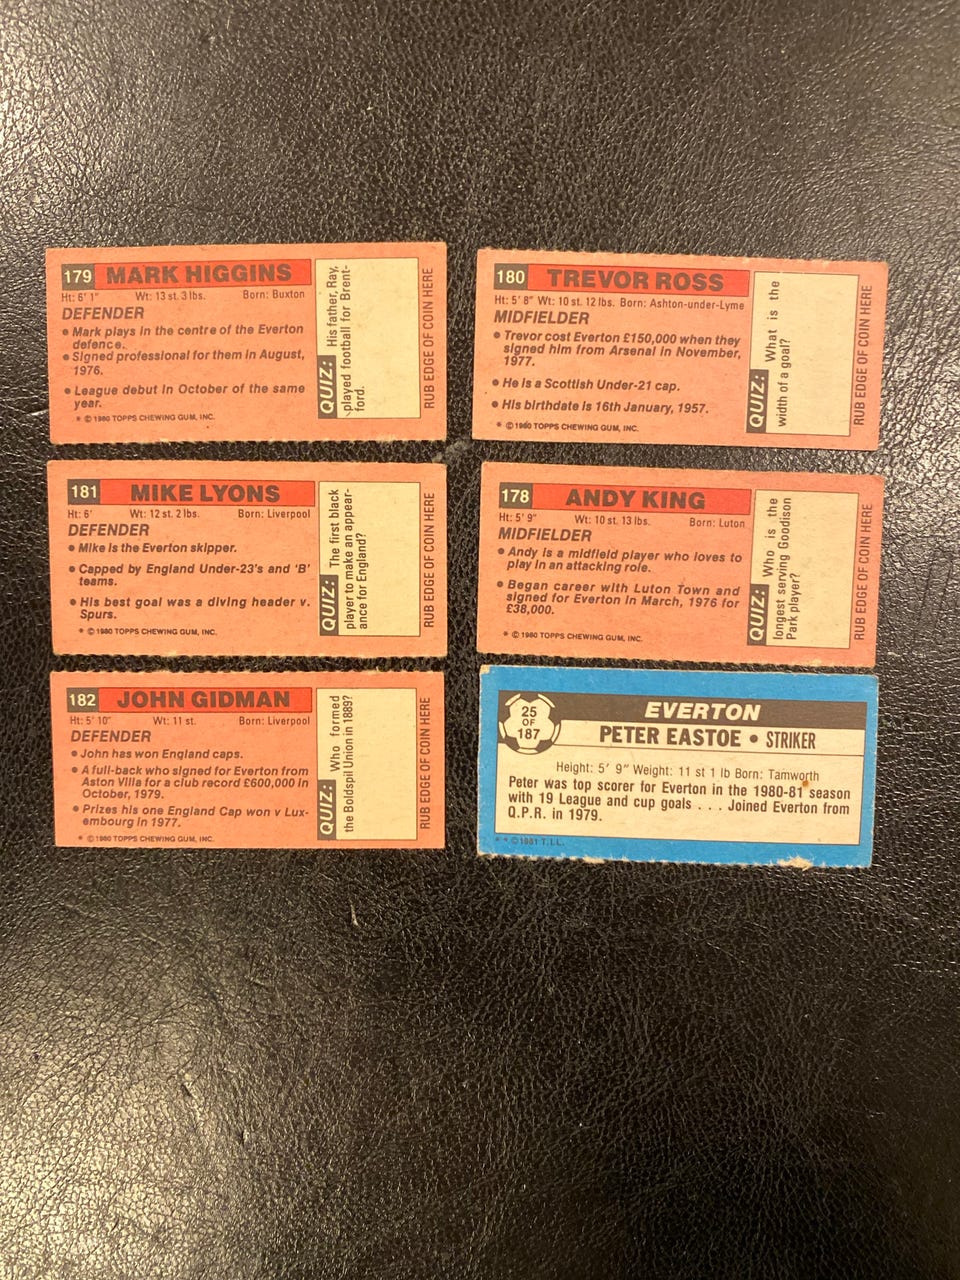 179 MARK HIGGINS
Ht: 6' 1" Wt: 13 st. 3 lbs. Born: Buxton
DEFENDER
● Mark plays in the centre of the Everton
defence.
● Signed professional for them in August,
1976.
● League debut in October of the same
year.
* © 1980 TOPPS CHEWING GUM, INC.
QUIZ: His father, Ray,
played football for Brent-
ford.
RUB EDGE OF COIN HERE
180 TREVOR ROSS
Ht: 5' 8" Wt: 10 st. 12 lbs. Born: Ashton-under-Lyme
MIDFIELDER
● Trevor cost Everton £150,000 when they
signed him from Arsenal in November,
1977.
● He is a Scottish Under-21 cap.
● His birthdate is 16th January, 1957.
* © 1980 TOPPS CHEWING GUM, INC.
QUIZ: What is the
width of a goal?
RUB EDGE OF COIN HERE
181 MIKE LYONS
Ht: 6' Wt: 12 st. 2 lbs. Born: Liverpool
DEFENDER
● Mike is the Everton skipper.
● Capped by England Under-23's and 'B'
teams.
● His best goal was a diving header v.
Spurs.
* © 1980 TOPPS CHEWING GUM, INC.
QUIZ: The first black
player to make an appear-
ance for England?
RUB EDGE OF COIN HERE
178 ANDY KING
Ht: 5' 9" Wt: 10 st. 13 lbs. Born: Luton
MIDFIELDER
● Andy is a midfield player who loves to
play in an attacking role.
● Began career with Luton Town and
signed for Everton in March, 1976 for
£38,000.
* © 1980 TOPPS CHEWING GUM, INC.
QUIZ: Who is the
longest serving Goodison
Park player?
RUB EDGE OF COIN HERE
182 JOHN GIDMAN
Ht: 5' 10" Wt: 11 st. Born: Liverpool
DEFENDER
● John has won England caps.
● A full-back who signed for Everton from
Aston Villa for a club record £600,000 in
October, 1979.
● Prizes his one England Cap won v Lux-
embourg in 1977.
* © 1980 TOPPS CHEWING GUM, INC.
QUIZ: Who formed
the Boldspil Union in 1889?
RUB EDGE OF COIN HERE
25
OF
187
EVERTON
PETER EASTOE • STRIKER
Height: 5' 9" Weight: 11 st 1 lb Born: Tamworth
Peter was top scorer for Everton in the 1980-81 season
with 19 League and cup goals . . . Joined Everton from
Q.P.R. in 1979.
* * © 1981 T.I.L.